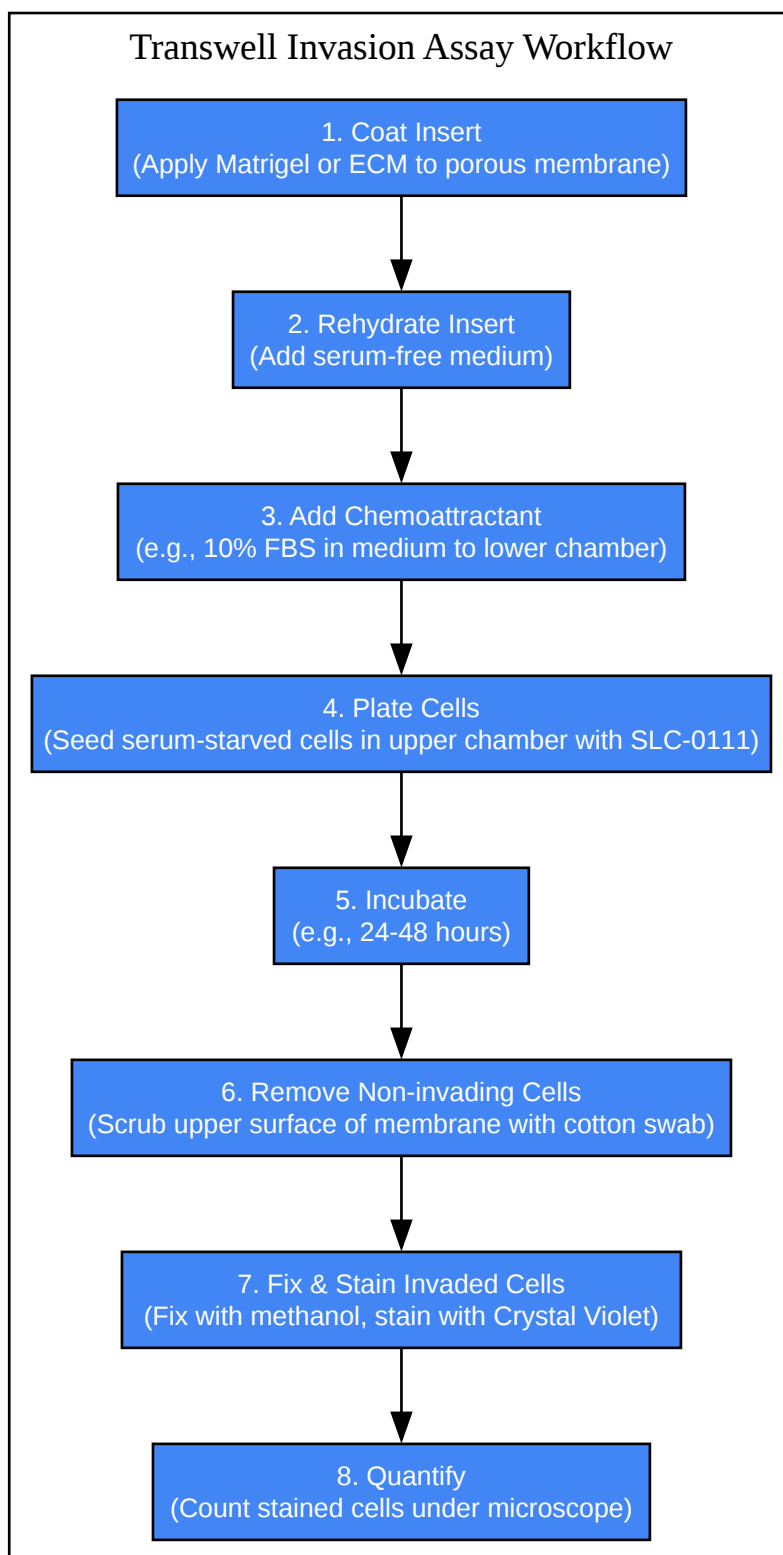 Transwell Invasion Assay Workflow
1. Coat Insert
(Apply Matrigel or ECM to porous membrane)
2. Rehydrate Insert
(Add serum-free medium)
3. Add Chemoattractant
(e.g., 10% FBS in medium to lower chamber)
4. Plate Cells
(Seed serum-starved cells in upper chamber with SLC-0111)
5. Incubate
(e.g., 24-48 hours)
6. Remove Non-invading Cells
(Scrub upper surface of membrane with cotton swab)
7. Fix & Stain Invaded Cells
(Fix with methanol, stain with Crystal Violet)
8. Quantify
(Count stained cells under microscope)